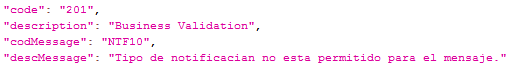 "code": "201",
"description": "Business Validation",
"codMessage": "NTF10",
"descMessage": "Tipo de notificacian no esta permitido para el mensaje."